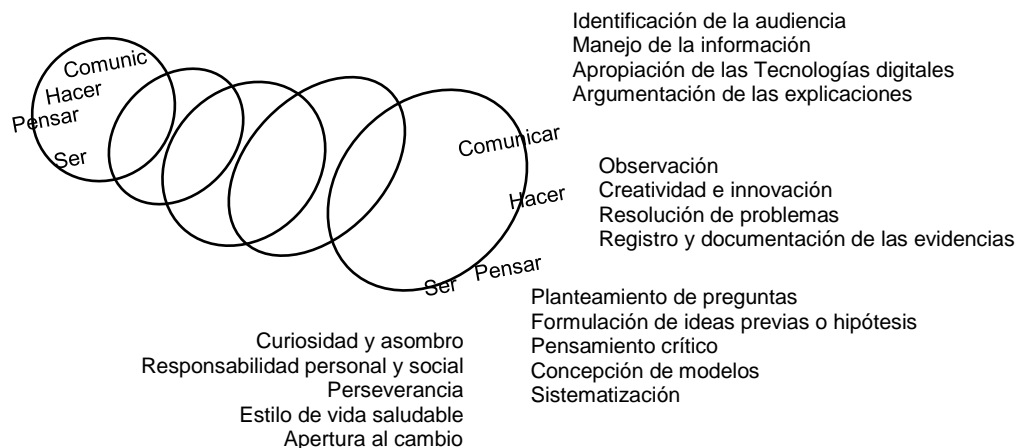 Comunic
Hacer
Pensar
Ser
Identificación de la audiencia
Manejo de la información
Apropiación de las Tecnologías digitales
Argumentación de las explicaciones
Comunicar
Hacer
Pensar
Ser
Observación
Creatividad e innovación
Resolución de problemas
Registro y documentación de las evidencias
Planteamiento de preguntas
Formulación de ideas previas o hipótesis
Pensamiento crítico
Concepción de modelos
Sistematización
Curiosidad y asombro
Responsabilidad personal y social
Perseverancia
Estilo de vida saludable
Apertura al cambio